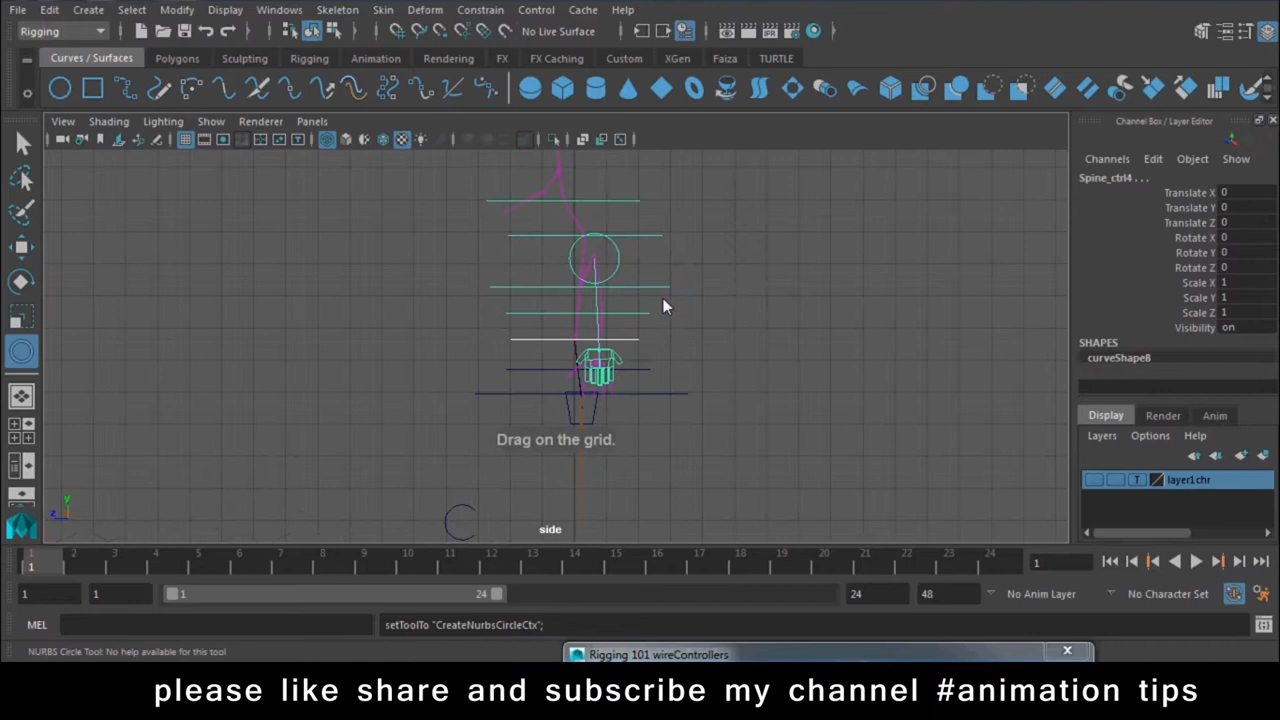 File Edit Create Select Modify Display Windows Skeleton Skin Deform Constrain Control Cache Help
Rigging No Live Surface
Curves / Surfaces Polygons Sculpting Rigging Animation Rendering FX FX Caching Custom XGen Faiza TURTLE
View Shading Lighting Show Renderer Panels
Channel Box / Layer Editor
Channels Edit Object Show
Spine_ctrl4 . . .
Translate X 0
Translate Y 0
Translate Z 0
Rotate X 0
Rotate Y 0
Rotate Z 0
Scale X 1
Scale Y 1
Scale Z 1
Visibility on
SHAPES
curveShape8
Display Render Anim
Layers Options Help
T layer1chr
Drag on the grid.
y
z
side
1 2 3 4 5 6 7 8 9 10 11 12 13 14 15 16 17 18 19 20 21 22 23 24
1 1
1 1 1 24 24 48 No Anim Layer No Character Set
MEL setToTo "CreateNurbsCircleCtx";
NURBS Circle Tool: No help available for this tool
Rigging 101 wireControllers
please like share and subscribe my channel #animation tips